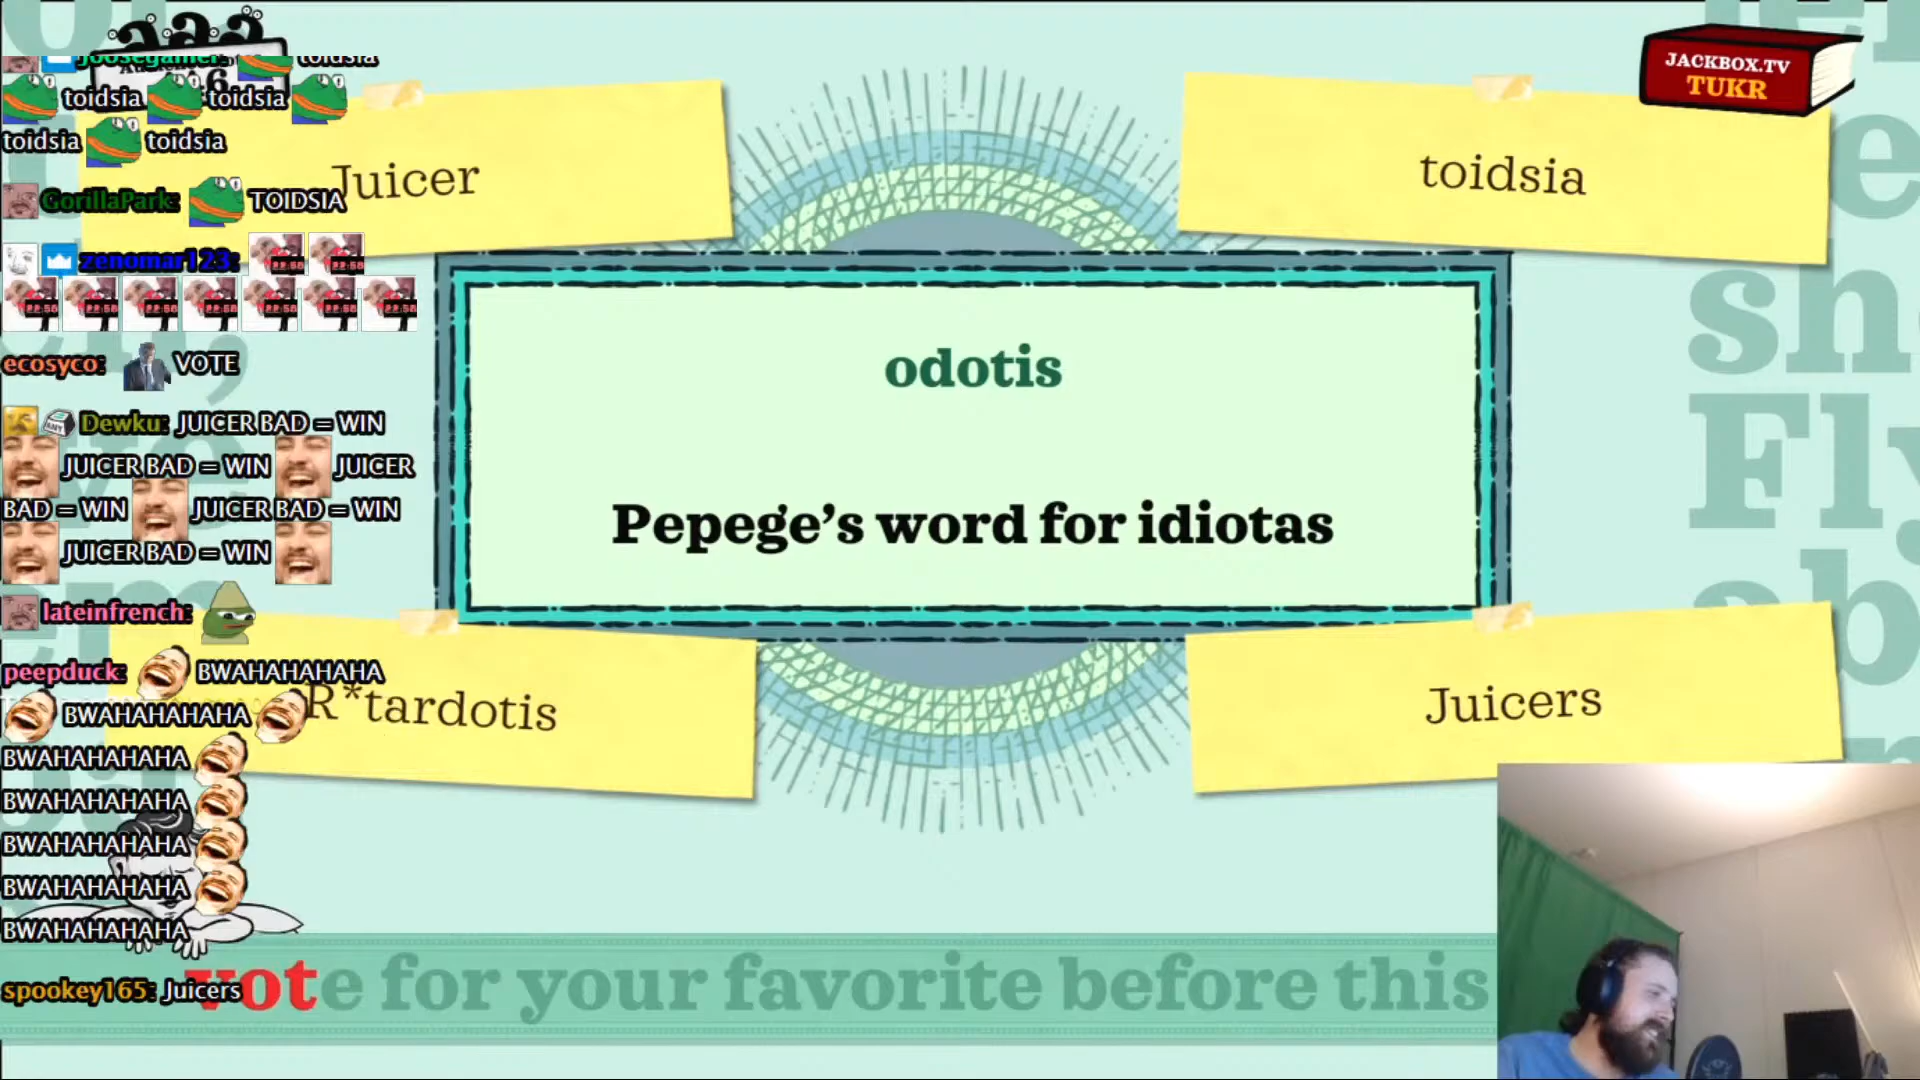 joosegamer: toidsia
toidsia toidsia
toidsia toidsia
GorillaPark: TOIDSIA
zenomar123:
ecosyco: VOTE
Dewku: JUICER BAD = WIN
JUICER BAD = WIN JUICER
BAD = WIN JUICER BAD = WIN
JUICER BAD = WIN
lateinfrench:
peepduck: BWAHAHAHAHA
BWAHAHAHAHA
BWAHAHAHAHA
BWAHAHAHAHA
BWAHAHAHAHA
BWAHAHAHAHA
BWAHAHAHAHA
spookey165: Juicers
Juicer
toidsia
JACKBOX.TV
TUKR
odotis
Pepege’s word for idiotas
R*tardotis
Juicers
vote for your favorite before this